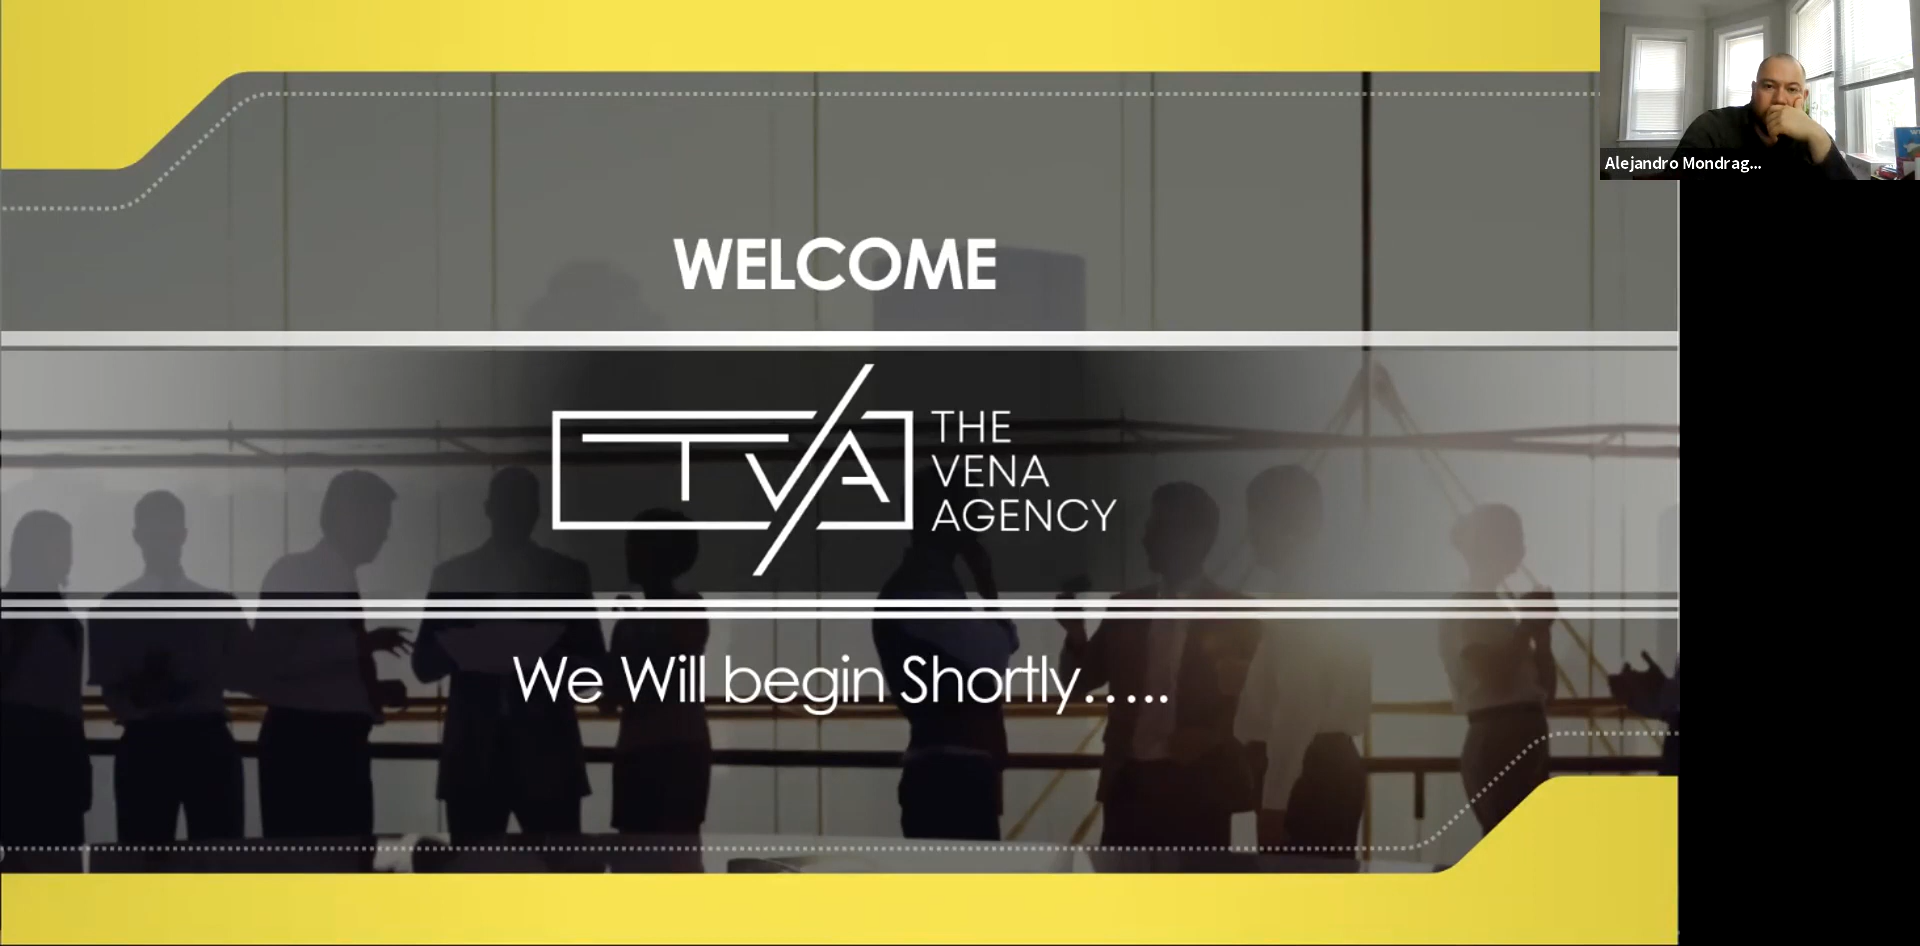 WELCOME
TVA
THE
VENA
AGENCY
We Will begin Shortly.....
Alejandro Mondrag...